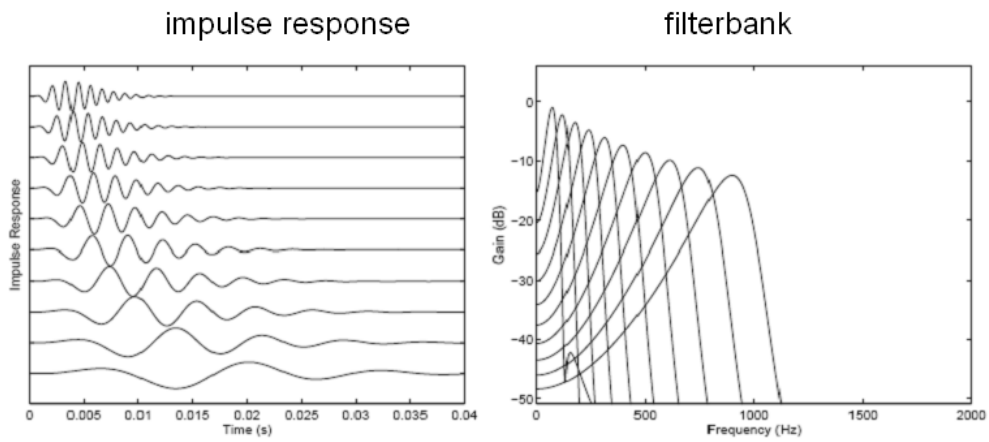 impulse response
filterbank
Impulse Response
0 0.005 0.01 0.015 0.02 0.025 0.03 0.035 0.04
Time (s)
Gain (dB)
0
−10
−20
−30
−40
−50
0 500 1000 1500 2000
Frequency (Hz)